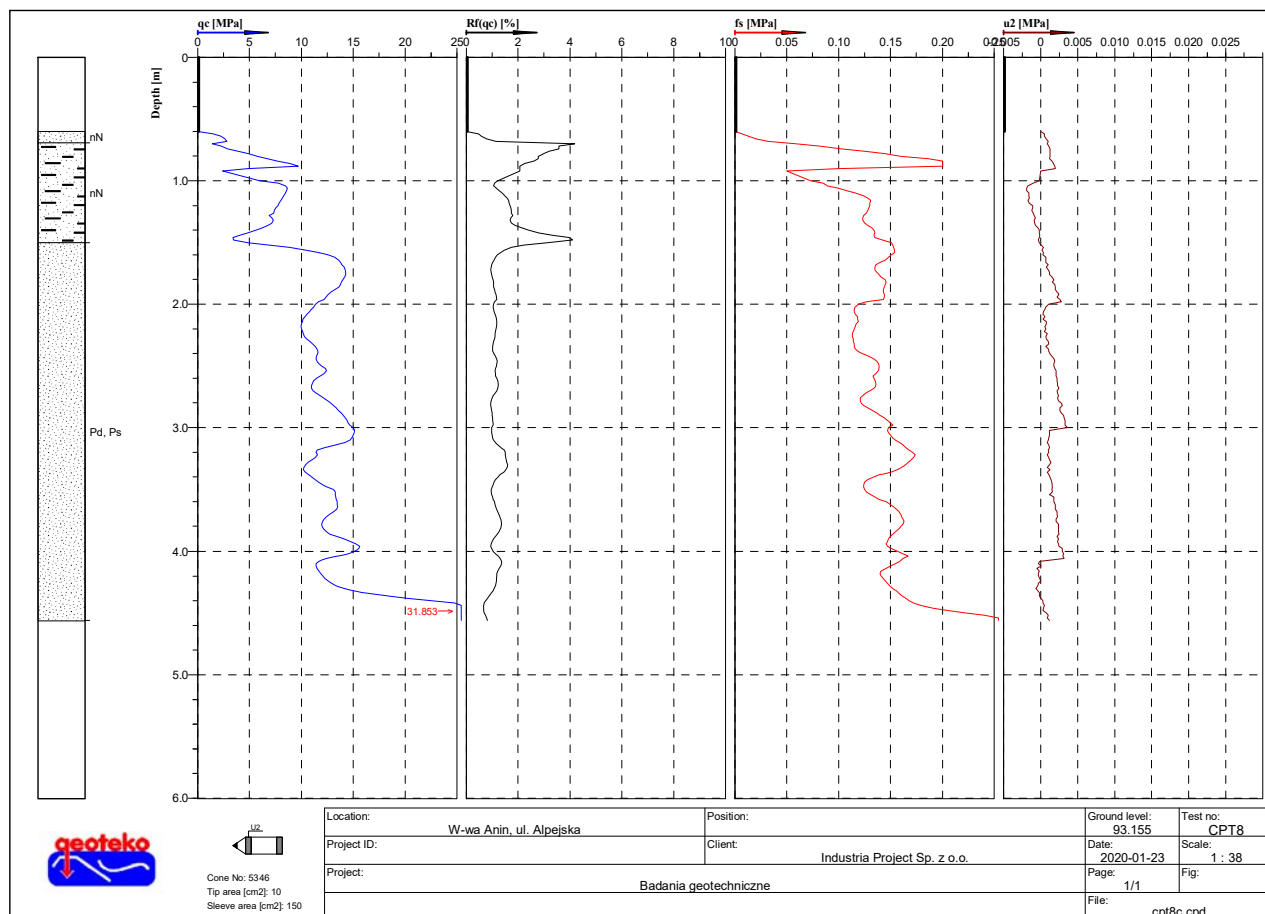 qc [MPa] Rf(qc) [%] fs [MPa] u2 [MPa]
0 5 10 15 20 25
0 2 4 6 8 10
0 0.05 0.10 0.15 0.20 0.25
-0.005 0 0.005 0.010 0.015 0.020 0.025
Depth [m]
0
1.0
2.0
3.0
4.0
5.0
6.0
nN
nN
Pd, Ps
31.853
geoteko
U2
Cone No: 5346
Tip area [cm2]: 10
Sleeve area [cm2]: 150
Location:
W-wa Anin, ul. Alpejska
Position:
Ground level:
93.155
Test no:
CPT8
Project ID:
Client:
Industria Project Sp. z o.o.
Date:
2020-01-23
Scale:
1 : 38
Project:
Badania geotechniczne
Page:
1/1
Fig:
File:
cpt8c.cpd